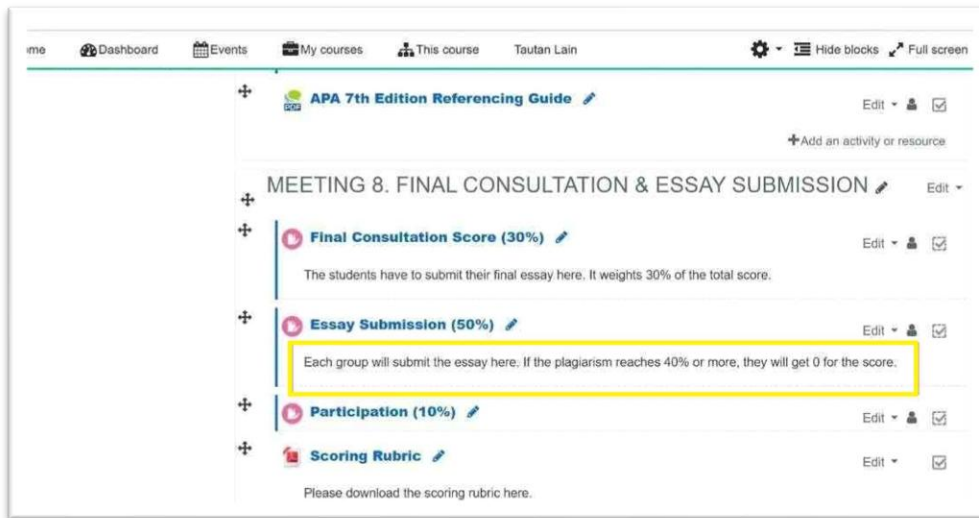 Dashboard Events My courses This course Tautan Lain Hide blocks Full screen
APA 7th Edition Referencing Guide Edit
PDF
Add an activity or resource
MEETING 8. FINAL CONSULTATION & ESSAY SUBMISSION Edit
Final Consultation Score (30%) Edit
The students have to submit their final essay here. It weights 30% of the total score.
Essay Submission (50%) Edit
Each group will submit the essay here. If the plagiarism reaches 40% or more, they will get 0 for the score.
Participation (10%) Edit
Scoring Rubric Edit
Please download the scoring rubric here.